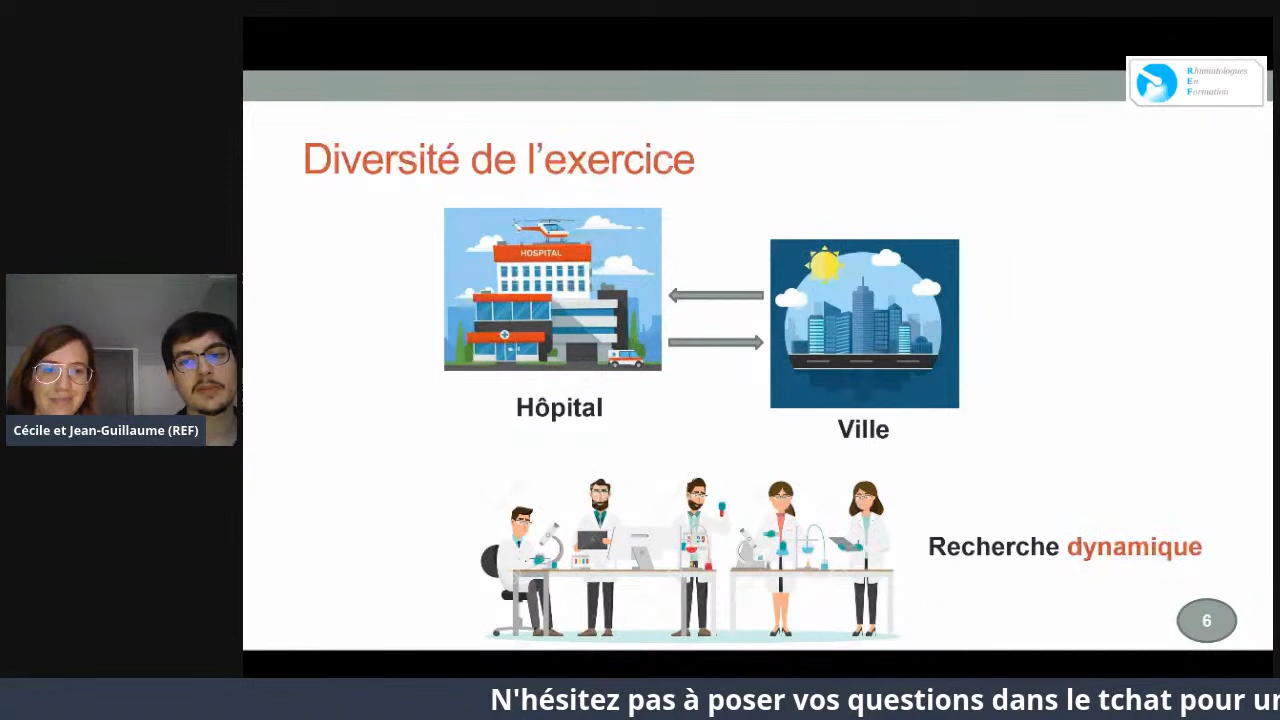 Rhumatologues
En
Formation
Diversité de l'exercice
HOSPITAL
Hôpital
Ville
Cécile et Jean-Guillaume (REF)
Recherche dynamique
6
N'hésitez pas à poser vos questions dans le tchat pour un